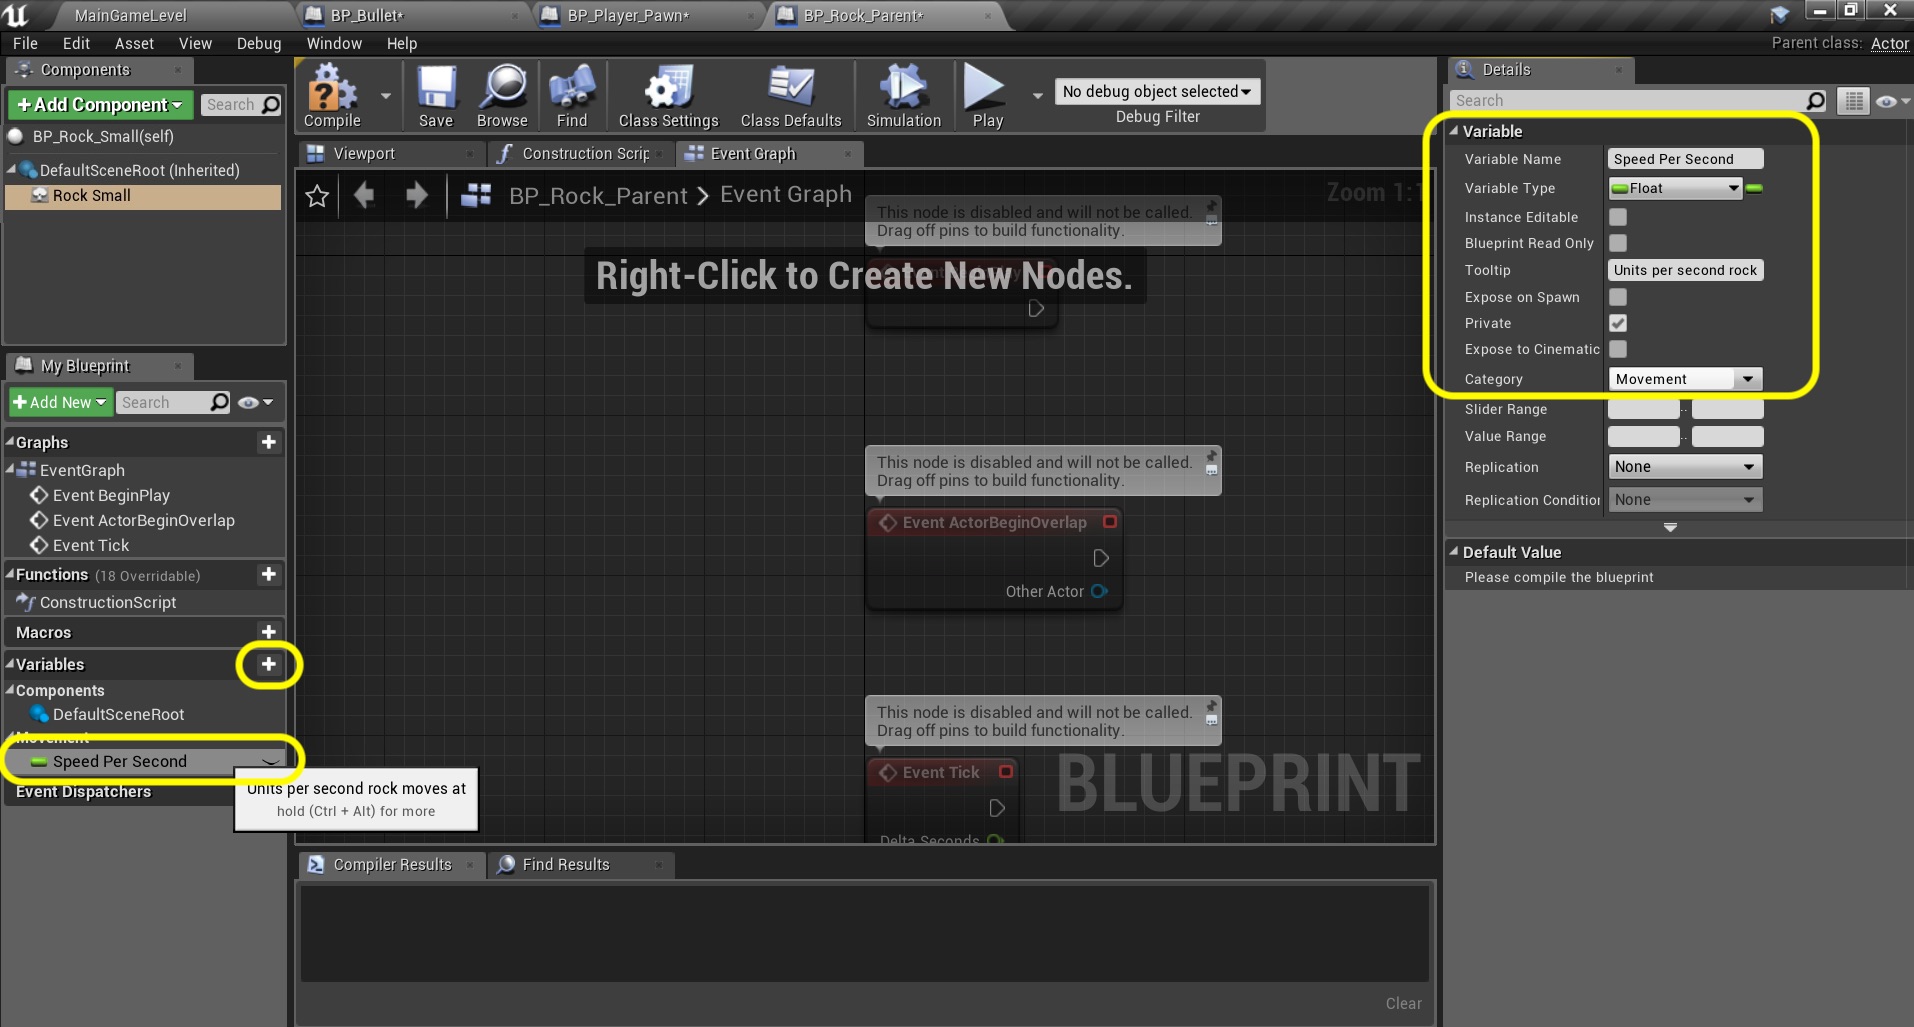 MainGameLevel
BP_Bullet*
BP_Player_Pawn*
BP_Rock_Parent*
File Edit Asset View Debug Window Help
Parent class: Actor
Components
+Add Component
Search
BP_Rock_Small(self)
DefaultSceneRoot (Inherited)
Rock Small
My Blueprint
+Add New
Search
Graphs
EventGraph
Event BeginPlay
Event ActorBeginOverlap
Event Tick
Functions (18 Overridable)
ConstructionScript
Macros
Variables
Components
DefaultSceneRoot
Movement
Speed Per Second
Event Dispatchers
Units per second rock moves at
hold (Ctrl + Alt) for more
Compile
Save
Browse
Find
Class Settings
Class Defaults
Simulation
Play
No debug object selected
Debug Filter
Viewport
Construction Scrip
Event Graph
BP_Rock_Parent > Event Graph
Zoom 1:1
This node is disabled and will not be called.
Drag off pins to build functionality.
Right-Click to Create New Nodes.
This node is disabled and will not be called.
Drag off pins to build functionality.
Event ActorBeginOverlap
Other Actor
This node is disabled and will not be called.
Drag off pins to build functionality.
Event Tick
Delta Seconds
BLUEPRINT
Compiler Results
Find Results
Clear
Details
Search
Variable
Variable Name Speed Per Second
Variable Type Float
Instance Editable
Blueprint Read Only
Tooltip Units per second rock
Expose on Spawn
Private
Expose to Cinematic
Category Movement
Slider Range
Value Range
Replication None
Replication Condition None
Default Value
Please compile the blueprint